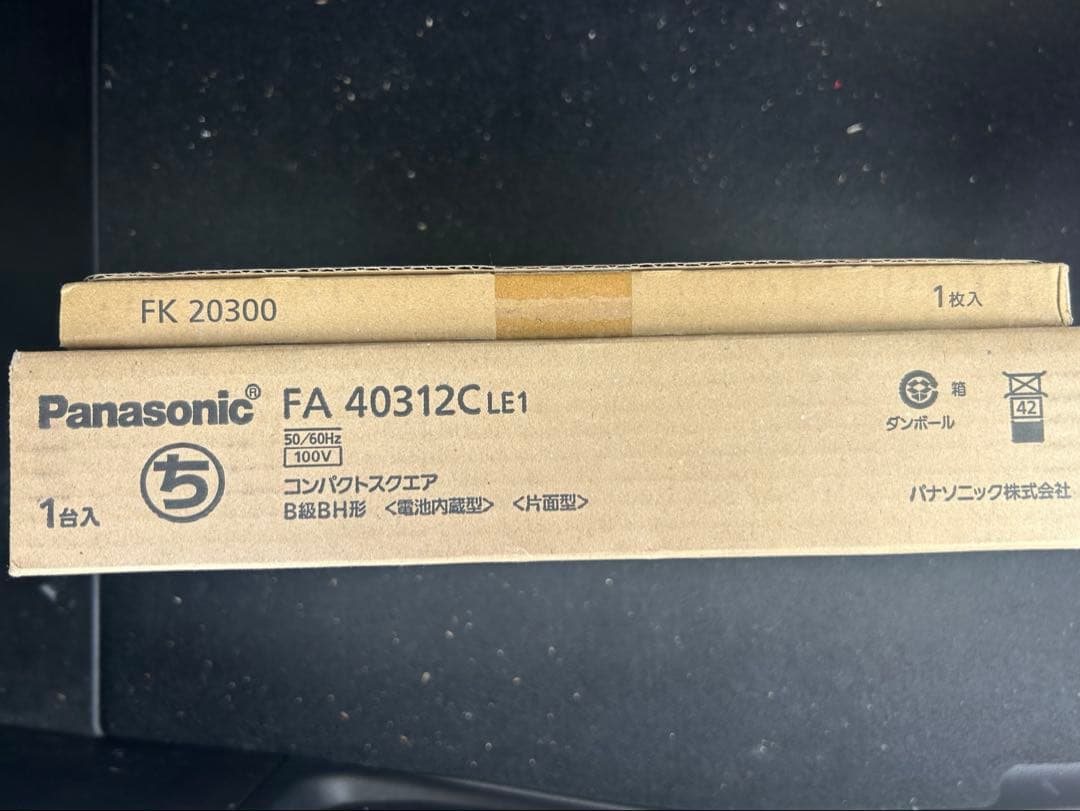 FK 20300
1枚入
Panasonic® FA 40312C LE1
50/60Hz
100V
ち
コンパクトスクエア
B級BH形 〈電池内蔵型〉 〈片面型〉
1台入
箱
ダンボール
42
パナソニック株式会社